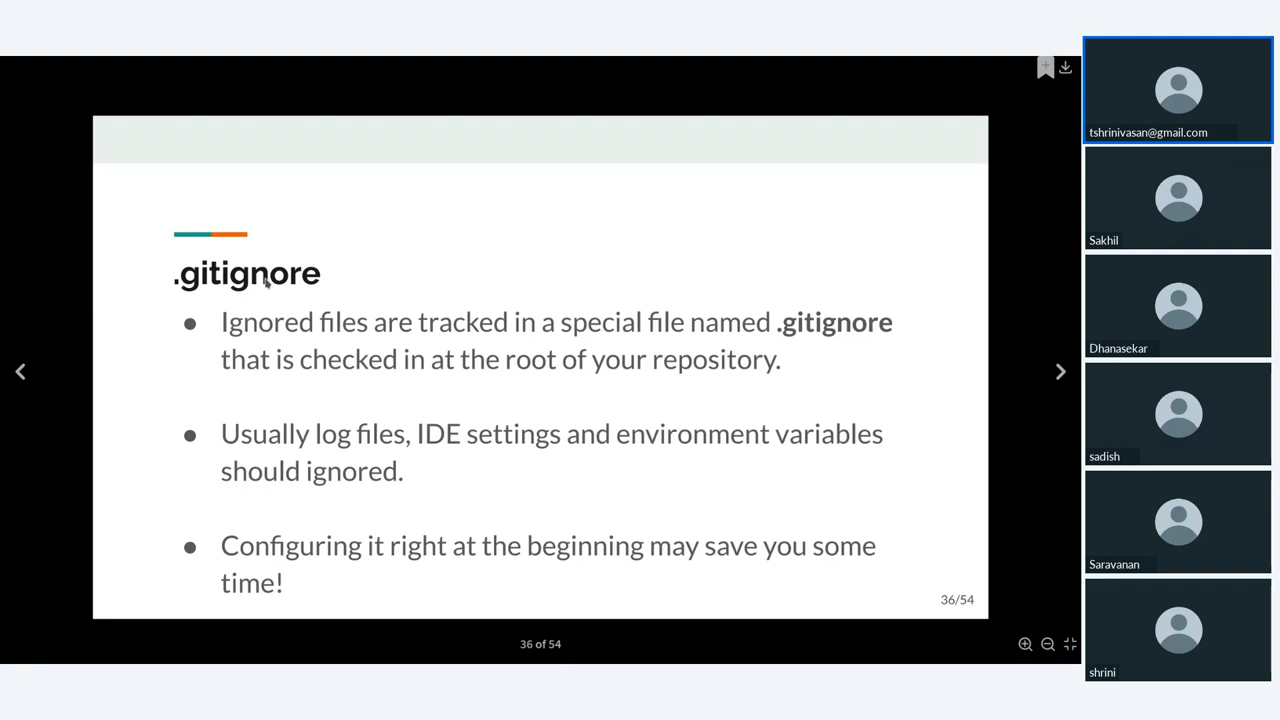 .gitignore
● Ignored files are tracked in a special file named .gitignore
that is checked in at the root of your repository.
● Usually log files, IDE settings and environment variables
should ignored.
● Configuring it right at the beginning may save you some
time!
36/54
36 of 54
tshrinivasan@gmail.com
Sakhil
Dhanasekar
sadish
Saravanan
shrini